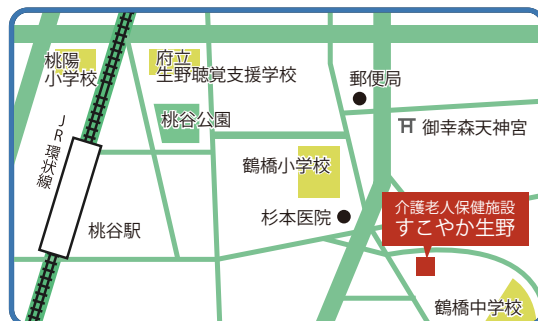 桃陽
小学校
府立
生野聴覚支援学校
郵便局
桃谷公園
御幸森天神宮
JR環状線
鶴橋小学校
介護老人保健施設
すこやか生野
杉本医院
桃谷駅
鶴橋中学校